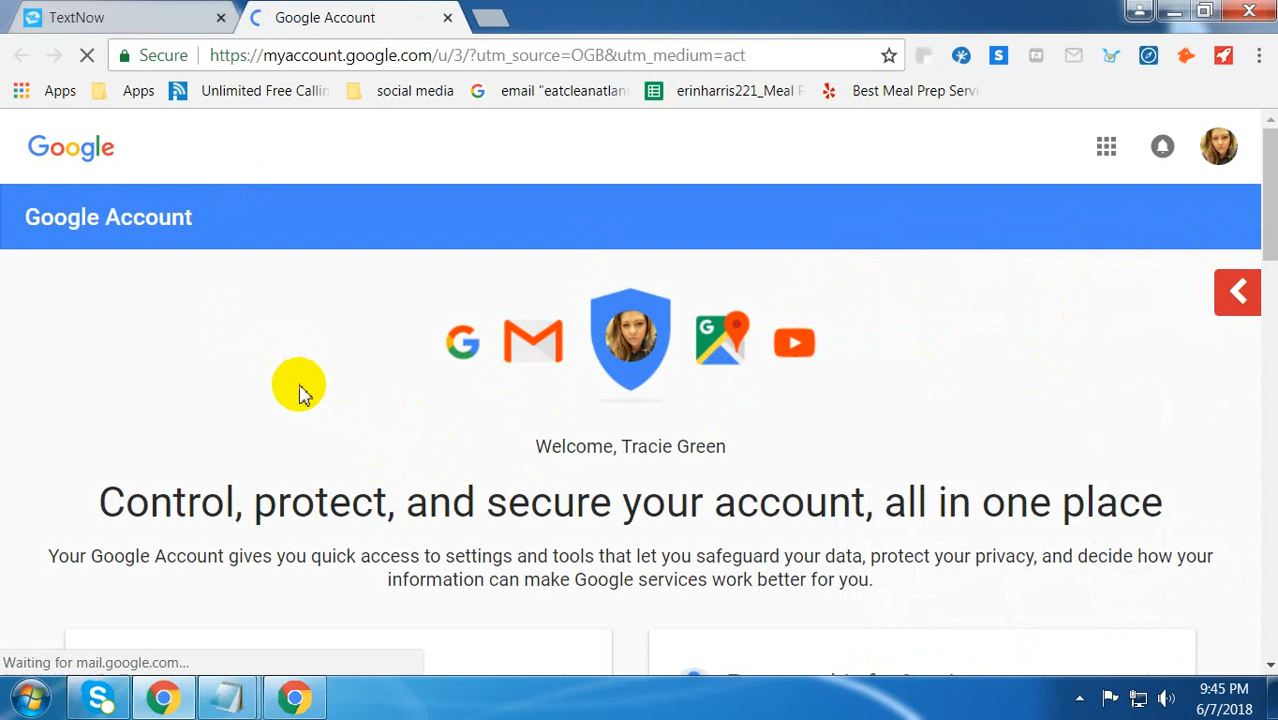 TextNow
Google Account
Secure https://myaccount.google.com/u/3/?utm_source=OGB&utm_medium=act
Apps Apps Unlimited Free Callin social media email "eatcleanatlan erinharris221_Meal P Best Meal Prep Servi
Google
Google Account
Welcome, Tracie Green
Control, protect, and secure your account, all in one place
Your Google Account gives you quick access to settings and tools that let you safeguard your data, protect your privacy, and decide how your
information can make Google services work better for you.
Waiting for mail.google.com...
9:45 PM
6/7/2018